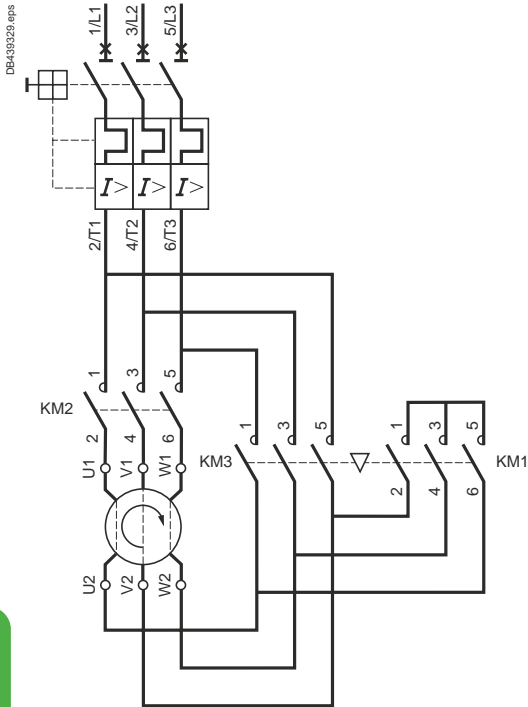 DB439329.eps
1/L1 3/L2 5/L3
I> I> I>
2/T1 4/T2 6/T3
1 3 5
KM2
2 4 6
U1 V1 W1
1 3 5
KM3
1 3 5
KM1
2 4 6
U2 V2 W2